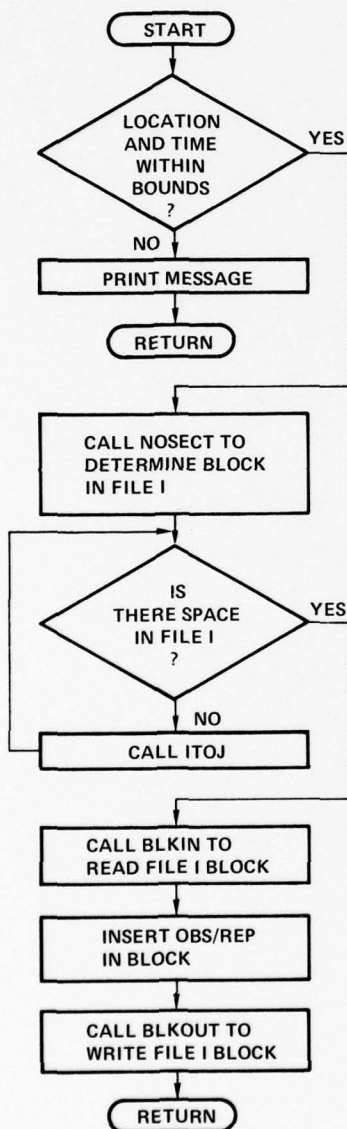 START
LOCATION
AND TIME
WITHIN
BOUNDS
?
YES
NO
PRINT MESSAGE
RETURN
CALL NOSECT TO
DETERMINE BLOCK
IN FILE I
IS
THERE SPACE
IN FILE I
?
YES
NO
CALL ITOJ
CALL BLKIN TO
READ FILE I BLOCK
INSERT OBS/REP
IN BLOCK
CALL BLKOUT TO
WRITE FILE I BLOCK
RETURN